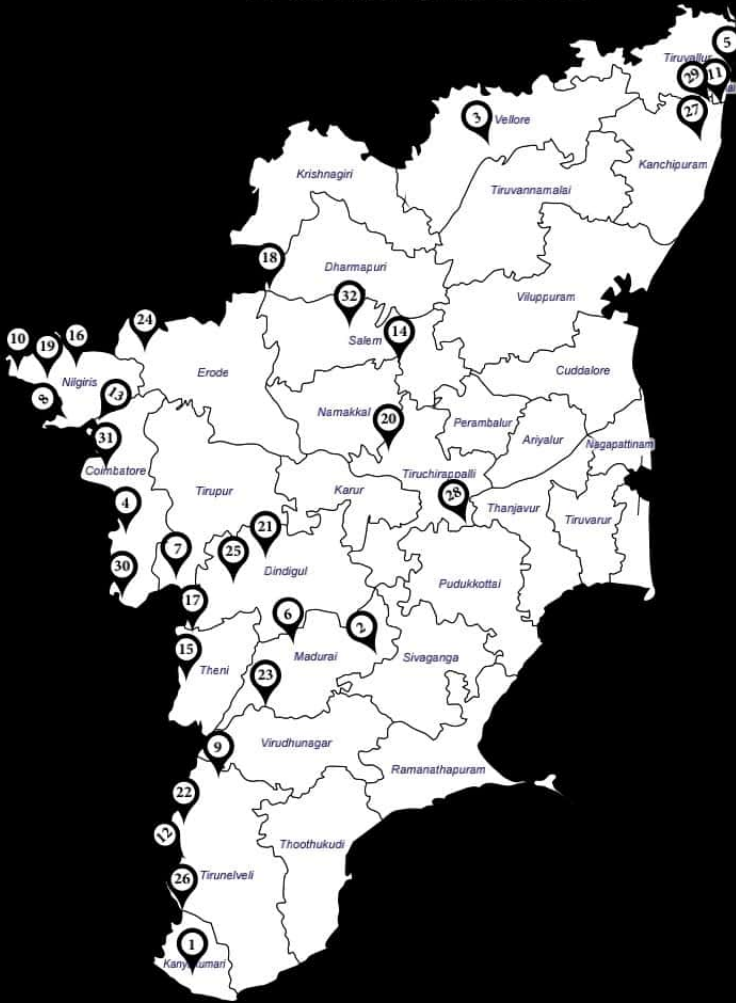 5
Tiruvallur
29
11
ai
3
Vellore
27
Kanchipuram
Krishnagiri
Tiruvannamalai
18
Dharmapuri
32
Viluppuram
24
14
10
19
16
Salem
Erode
Cuddalore
Nilgiris
8
13
Namakkal
20
Perambalur
31
Ariyalur
Nagapattinam
Coimbatore
Tiruchirappalli
Tirupur
Karur
28
4
Thanjavur
Tiruvarur
21
7
25
30
Dindigul
Pudukkottai
17
6
2
15
Theni
Madurai
Sivaganga
23
9
Virudhunagar
Ramanathapuram
22
12
Thoothukudi
26
Tirunelveli
1
Kanyakumari